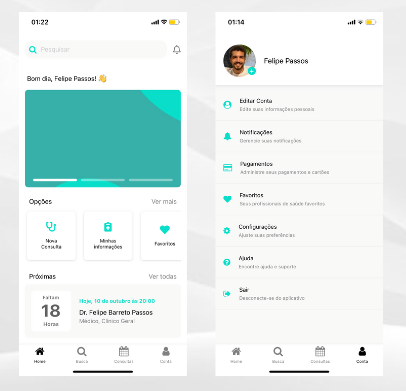 01:22
Pesquisar
Bom dia, Felipe Passos! 👋
Opções
Ver mais
Nova
Consulta
Minhas
informações
Favoritos
Próximas
Ver todas
Faltam
18
Horas
Hoje, 10 de outubro às 20:00
Dr. Felipe Barreto Passos
Médico, Clínico Geral
Home
Busca
Consultas
Conta
01:14
Felipe Passos
Editar Conta
Edite suas informações pessoais
Notificações
Gerencie suas notificações
Pagamentos
Administre seus pagamentos e cartões
Favoritos
Seus profissionais de saúde favoritos
Configurações
Ajuste suas preferências
Ajuda
Encontre ajuda e suporte
Sair
Desconecte-se do aplicativo
Home
Busca
Consultas
Conta